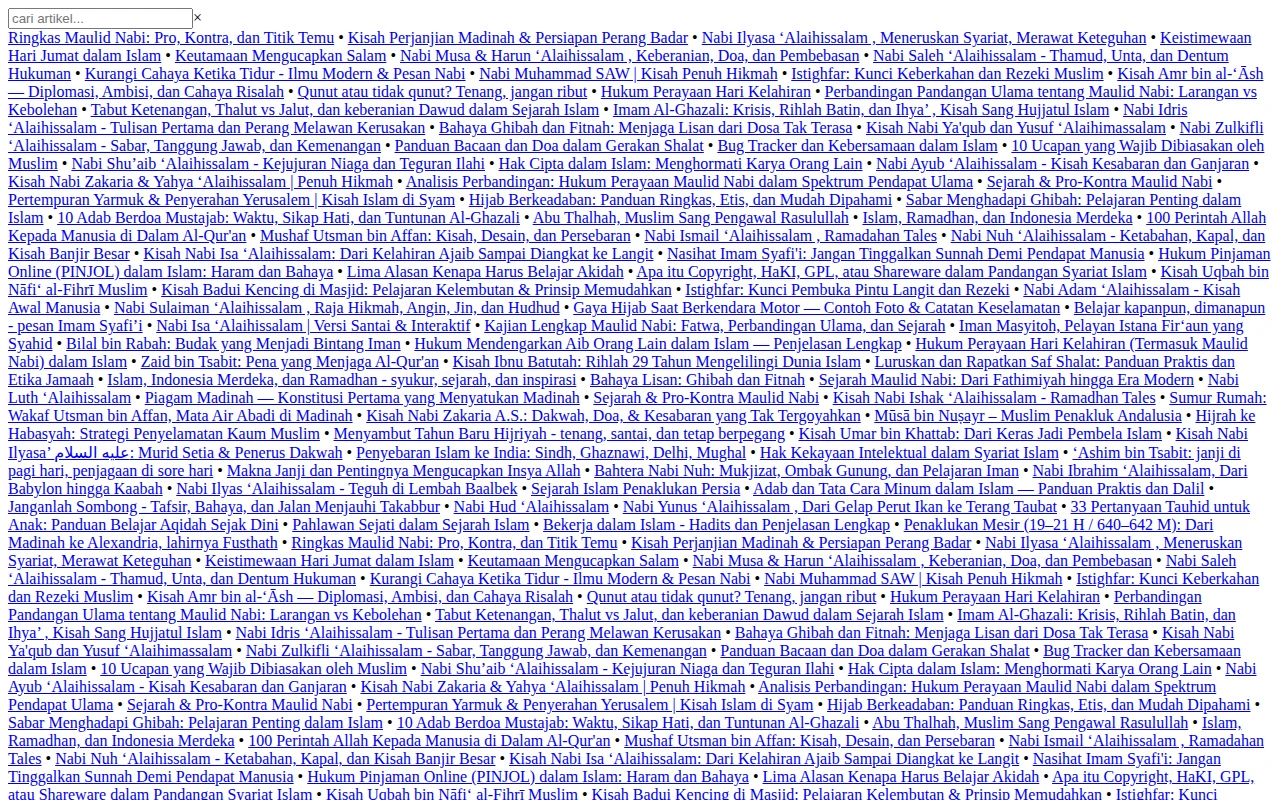 cari artikel... ×
Ringkas Maulid Nabi: Pro, Kontra, dan Titik Temu • Kisah Perjanjian Madinah & Persiapan Perang Badar • Nabi Ilyasa ‘Alaihissalam , Meneruskan Syariat, Merawat Keteguhan • Keistimewaan
Hari Jumat dalam Islam • Keutamaan Mengucapkan Salam • Nabi Musa & Harun ‘Alaihissalam , Keberanian, Doa, dan Pembebasan • Nabi Saleh ‘Alaihissalam - Thamud, Unta, dan Dentum
Hukuman • Kurangi Cahaya Ketika Tidur - Ilmu Modern & Pesan Nabi • Nabi Muhammad SAW | Kisah Penuh Hikmah • Istighfar: Kunci Keberkahan dan Rezeki Muslim • Kisah Amr bin al-‘Āsh
— Diplomasi, Ambisi, dan Cahaya Risalah • Qunut atau tidak qunut? Tenang, jangan ribut • Hukum Perayaan Hari Kelahiran • Perbandingan Pandangan Ulama tentang Maulid Nabi: Larangan vs
Kebolehan • Tabut Ketenangan, Thalut vs Jalut, dan keberanian Dawud dalam Sejarah Islam • Imam Al-Ghazali: Krisis, Rihlah Batin, dan Ihya’ , Kisah Sang Hujjatul Islam • Nabi Idris
‘Alaihissalam - Tulisan Pertama dan Perang Melawan Kerusakan • Bahaya Ghibah dan Fitnah: Menjaga Lisan dari Dosa Tak Terasa • Kisah Nabi Ya'qub dan Yusuf ‘Alaihimassalam • Nabi Zulkifli
‘Alaihissalam - Sabar, Tanggung Jawab, dan Kemenangan • Panduan Bacaan dan Doa dalam Gerakan Shalat • Bug Tracker dan Kebersamaan dalam Islam • 10 Ucapan yang Wajib Dibiasakan oleh
Muslim • Nabi Shu’aib ‘Alaihissalam - Kejujuran Niaga dan Teguran Ilahi • Hak Cipta dalam Islam: Menghormati Karya Orang Lain • Nabi Ayub ‘Alaihissalam - Kisah Kesabaran dan Ganjaran •
Kisah Nabi Zakaria & Yahya ‘Alaihissalam | Penuh Hikmah • Analisis Perbandingan: Hukum Perayaan Maulid Nabi dalam Spektrum Pendapat Ulama • Sejarah & Pro-Kontra Maulid Nabi •
Pertempuran Yarmuk & Penyerahan Yerusalem | Kisah Islam di Syam • Hijab Berkeadaban: Panduan Ringkas, Etis, dan Mudah Dipahami • Sabar Menghadapi Ghibah: Pelajaran Penting dalam
Islam • 10 Adab Berdoa Mustajab: Waktu, Sikap Hati, dan Tuntunan Al-Ghazali • Abu Thalhah, Muslim Sang Pengawal Rasulullah • Islam, Ramadhan, dan Indonesia Merdeka • 100 Perintah Allah
Kepada Manusia di Dalam Al-Qur'an • Mushaf Utsman bin Affan: Kisah, Desain, dan Persebaran • Nabi Ismail ‘Alaihissalam , Ramadahan Tales • Nabi Nuh ‘Alaihissalam - Ketabahan, Kapal, dan
Kisah Banjir Besar • Kisah Nabi Isa ‘Alaihissalam: Dari Kelahiran Ajaib Sampai Diangkat ke Langit • Nasihat Imam Syafi'i: Jangan Tinggalkan Sunnah Demi Pendapat Manusia • Hukum Pinjaman
Online (PINJOL) dalam Islam: Haram dan Bahaya • Lima Alasan Kenapa Harus Belajar Akidah • Apa itu Copyright, HaKI, GPL, atau Shareware dalam Pandangan Syariat Islam • Kisah Uqbah bin
Nāfi‘ al-Fihrī Muslim • Kisah Badui Kencing di Masjid: Pelajaran Kelembutan & Prinsip Memudahkan • Istighfar: Kunci Pembuka Pintu Langit dan Rezeki • Nabi Adam ‘Alaihissalam - Kisah
Awal Manusia • Nabi Sulaiman ‘Alaihissalam , Raja Hikmah, Angin, Jin, dan Hudhud • Gaya Hijab Saat Berkendara Motor — Contoh Foto & Catatan Keselamatan • Belajar kapanpun, dimanapun
- pesan Imam Syafi’i • Nabi Isa ‘Alaihissalam | Versi Santai & Interaktif • Kajian Lengkap Maulid Nabi: Fatwa, Perbandingan Ulama, dan Sejarah • Iman Masyitoh, Pelayan Istana Fir‘aun yang
Syahid • Bilal bin Rabah: Budak yang Menjadi Bintang Iman • Hukum Mendengarkan Aib Orang Lain dalam Islam — Penjelasan Lengkap • Hukum Perayaan Hari Kelahiran (Termasuk Maulid
Nabi) dalam Islam • Zaid bin Tsabit: Pena yang Menjaga Al-Qur'an • Kisah Ibnu Batutah: Rihlah 29 Tahun Mengelilingi Dunia Islam • Luruskan dan Rapatkan Saf Shalat: Panduan Praktis dan
Etika Jamaah • Islam, Indonesia Merdeka, dan Ramadhan - syukur, sejarah, dan inspirasi • Bahaya Lisan: Ghibah dan Fitnah • Sejarah Maulid Nabi: Dari Fathimiyah hingga Era Modern • Nabi
Luth ‘Alaihissalam • Piagam Madinah — Konstitusi Pertama yang Menyatukan Madinah • Sejarah & Pro-Kontra Maulid Nabi • Kisah Nabi Ishak ‘Alaihissalam - Ramadhan Tales • Sumur Rumah:
Wakaf Utsman bin Affan, Mata Air Abadi di Madinah • Kisah Nabi Zakaria A.S.: Dakwah, Doa, & Kesabaran yang Tak Tergoyahkan • Mūsā bin Nuṣayr – Muslim Penakluk Andalusia • Hijrah ke
Habasyah: Strategi Penyelamatan Kaum Muslim • Menyambut Tahun Baru Hijriyah - tenang, santai, dan tetap berpegang • Kisah Umar bin Khattab: Dari Keras Jadi Pembela Islam • Kisah Nabi
Ilyasa’ عليه السلام: Murid Setia & Penerus Dakwah • Penyebaran Islam ke India: Sindh, Ghaznawi, Delhi, Mughal • Hak Kekayaan Intelektual dalam Syariat Islam • ‘Ashim bin Tsabit: janji di
pagi hari, penjagaan di sore hari • Makna Janji dan Pentingnya Mengucapkan Insya Allah • Bahtera Nabi Nuh: Mukjizat, Ombak Gunung, dan Pelajaran Iman • Nabi Ibrahim ‘Alaihissalam, Dari
Babylon hingga Kaabah • Nabi Ilyas ‘Alaihissalam - Teguh di Lembah Baalbek • Sejarah Islam Penaklukan Persia • Adab dan Tata Cara Minum dalam Islam — Panduan Praktis dan Dalil •
Janganlah Sombong - Tafsir, Bahaya, dan Jalan Menjauhi Takabbur • Nabi Hud ‘Alaihissalam • Nabi Yunus ‘Alaihissalam , Dari Gelap Perut Ikan ke Terang Taubat • 33 Pertanyaan Tauhid untuk
Anak: Panduan Belajar Aqidah Sejak Dini • Pahlawan Sejati dalam Sejarah Islam • Bekerja dalam Islam - Hadits dan Penjelasan Lengkap • Penaklukan Mesir (19–21 H / 640–642 M): Dari
Madinah ke Alexandria, lahirnya Fusthath • Ringkas Maulid Nabi: Pro, Kontra, dan Titik Temu • Kisah Perjanjian Madinah & Persiapan Perang Badar • Nabi Ilyasa ‘Alaihissalam , Meneruskan
Syariat, Merawat Keteguhan • Keistimewaan Hari Jumat dalam Islam • Keutamaan Mengucapkan Salam • Nabi Musa & Harun ‘Alaihissalam , Keberanian, Doa, dan Pembebasan • Nabi Saleh
‘Alaihissalam - Thamud, Unta, dan Dentum Hukuman • Kurangi Cahaya Ketika Tidur - Ilmu Modern & Pesan Nabi • Nabi Muhammad SAW | Kisah Penuh Hikmah • Istighfar: Kunci Keberkahan
dan Rezeki Muslim • Kisah Amr bin al-‘Āsh — Diplomasi, Ambisi, dan Cahaya Risalah • Qunut atau tidak qunut? Tenang, jangan ribut • Hukum Perayaan Hari Kelahiran • Perbandingan
Pandangan Ulama tentang Maulid Nabi: Larangan vs Kebolehan • Tabut Ketenangan, Thalut vs Jalut, dan keberanian Dawud dalam Sejarah Islam • Imam Al-Ghazali: Krisis, Rihlah Batin, dan
Ihya’ , Kisah Sang Hujjatul Islam • Nabi Idris ‘Alaihissalam - Tulisan Pertama dan Perang Melawan Kerusakan • Bahaya Ghibah dan Fitnah: Menjaga Lisan dari Dosa Tak Terasa • Kisah Nabi
Ya'qub dan Yusuf ‘Alaihimassalam • Nabi Zulkifli ‘Alaihissalam - Sabar, Tanggung Jawab, dan Kemenangan • Panduan Bacaan dan Doa dalam Gerakan Shalat • Bug Tracker dan Kebersamaan
dalam Islam • 10 Ucapan yang Wajib Dibiasakan oleh Muslim • Nabi Shu’aib ‘Alaihissalam - Kejujuran Niaga dan Teguran Ilahi • Hak Cipta dalam Islam: Menghormati Karya Orang Lain • Nabi
Ayub ‘Alaihissalam - Kisah Kesabaran dan Ganjaran • Kisah Nabi Zakaria & Yahya ‘Alaihissalam | Penuh Hikmah • Analisis Perbandingan: Hukum Perayaan Maulid Nabi dalam Spektrum
Pendapat Ulama • Sejarah & Pro-Kontra Maulid Nabi • Pertempuran Yarmuk & Penyerahan Yerusalem | Kisah Islam di Syam • Hijab Berkeadaban: Panduan Ringkas, Etis, dan Mudah Dipahami •
Sabar Menghadapi Ghibah: Pelajaran Penting dalam Islam • 10 Adab Berdoa Mustajab: Waktu, Sikap Hati, dan Tuntunan Al-Ghazali • Abu Thalhah, Muslim Sang Pengawal Rasulullah • Islam,
Ramadhan, dan Indonesia Merdeka • 100 Perintah Allah Kepada Manusia di Dalam Al-Qur'an • Mushaf Utsman bin Affan: Kisah, Desain, dan Persebaran • Nabi Ismail ‘Alaihissalam , Ramadahan
Tales • Nabi Nuh ‘Alaihissalam - Ketabahan, Kapal, dan Kisah Banjir Besar • Kisah Nabi Isa ‘Alaihissalam: Dari Kelahiran Ajaib Sampai Diangkat ke Langit • Nasihat Imam Syafi'i: Jangan
Tinggalkan Sunnah Demi Pendapat Manusia • Hukum Pinjaman Online (PINJOL) dalam Islam: Haram dan Bahaya • Lima Alasan Kenapa Harus Belajar Akidah • Apa itu Copyright, HaKI, GPL,
atau Shareware dalam Pandangan Syariat Islam • Kisah Uqbah bin Nāfi‘ al-Fihrī Muslim • Kisah Badui Kencing di Masjid: Pelajaran Kelembutan & Prinsip Memudahkan • Istighfar: Kunci